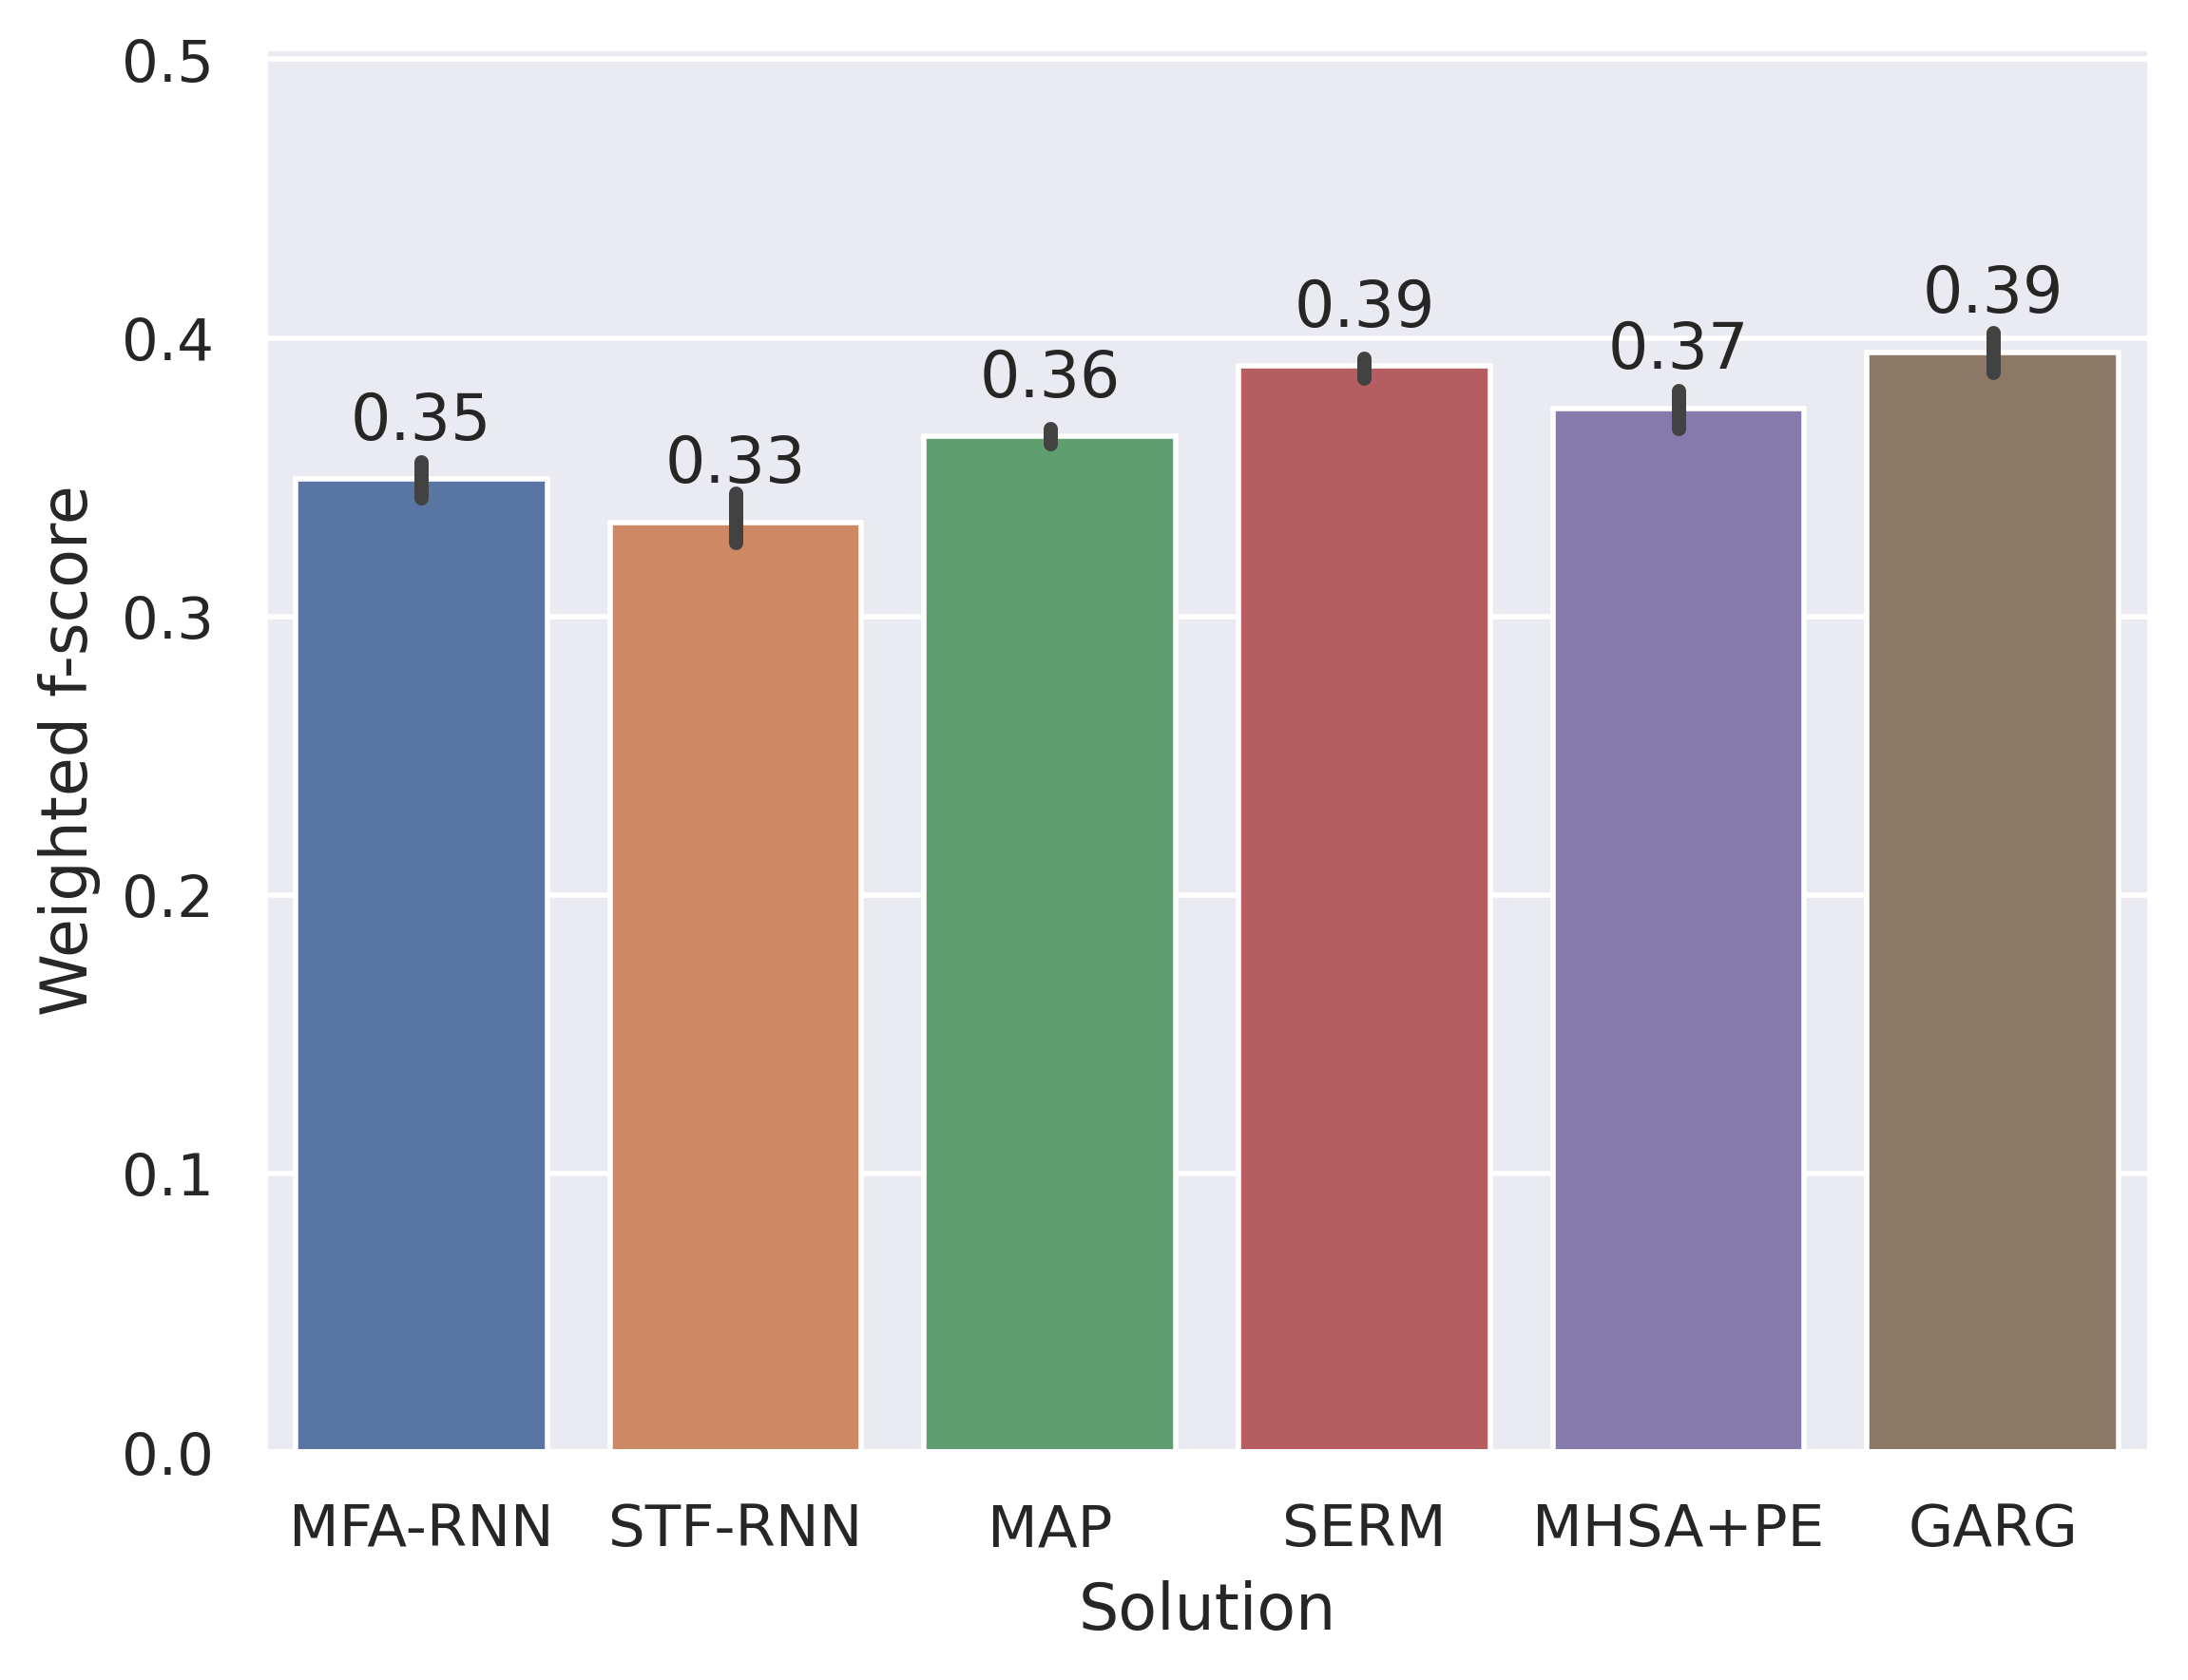 0.5
0.4
0.3
0.2
0.1
0.0
Weighted f-score
0.35
0.33
0.36
0.39
0.37
0.39
MFA-RNN
STF-RNN
MAP
SERM
MHSA+PE
GARG
Solution